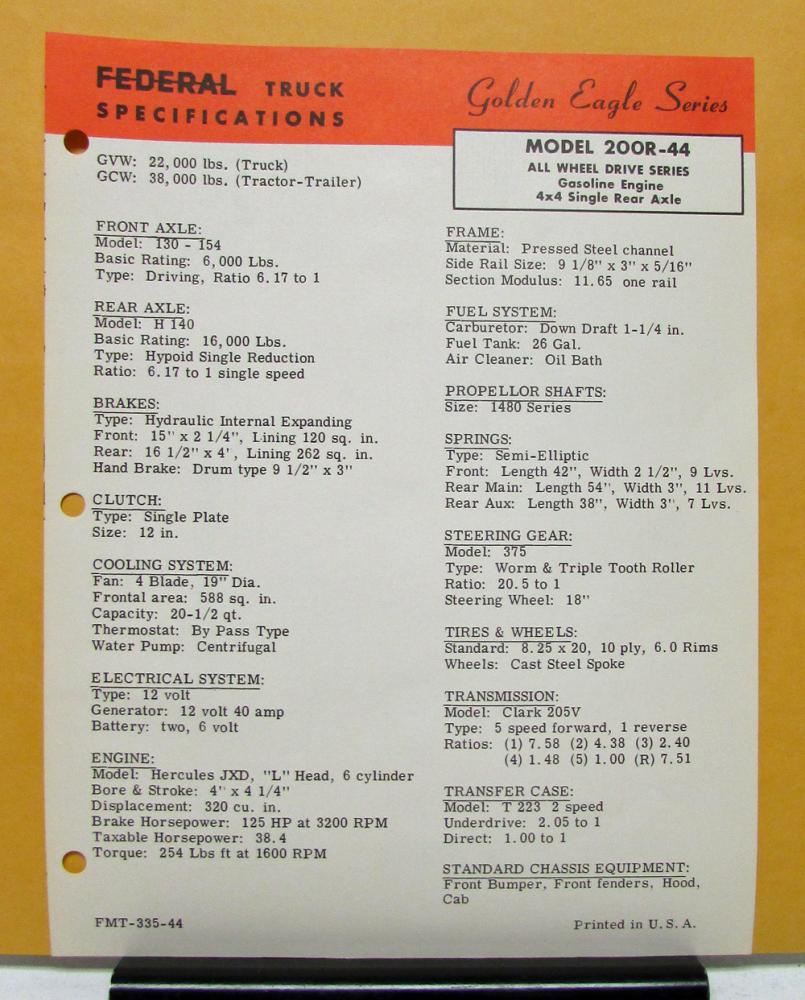 FEDERAL TRUCK
SPECIFICATIONS
Golden Eagle Series
MODEL 200R-44
ALL WHEEL DRIVE SERIES
Gasoline Engine
4x4 Single Rear Axle
GVW: 22,000 lbs. (Truck)
GCW: 38,000 lbs. (Tractor-Trailer)
FRONT AXLE:
Model: 130 - 154
Basic Rating: 6,000 Lbs.
Type: Driving, Ratio 6.17 to 1
REAR AXLE:
Model: H 140
Basic Rating: 16,000 Lbs.
Type: Hypoid Single Reduction
Ratio: 6.17 to 1 single speed
BRAKES:
Type: Hydraulic Internal Expanding
Front: 15" x 2 1/4", Lining 120 sq. in.
Rear: 16 1/2" x 4', Lining 262 sq. in.
Hand Brake: Drum type 9 1/2" x 3"
CLUTCH:
Type: Single Plate
Size: 12 in.
COOLING SYSTEM:
Fan: 4 Blade, 19" Dia.
Frontal area: 588 sq. in.
Capacity: 20-1/2 qt.
Thermostat: By Pass Type
Water Pump: Centrifugal
ELECTRICAL SYSTEM:
Type: 12 volt
Generator: 12 volt 40 amp
Battery: two, 6 volt
ENGINE:
Model: Hercules JXD, "L" Head, 6 cylinder
Bore & Stroke: 4' x 4 1/4"
Displacement: 320 cu. in.
Brake Horsepower: 125 HP at 3200 RPM
Taxable Horsepower: 38.4
Torque: 254 Lbs ft at 1600 RPM
FRAME:
Material: Pressed Steel channel
Side Rail Size: 9 1/8" x 3" x 5/16"
Section Modulus: 11.65 one rail
FUEL SYSTEM:
Carburetor: Down Draft 1-1/4 in.
Fuel Tank: 26 Gal.
Air Cleaner: Oil Bath
PROPELLOR SHAFTS:
Size: 1480 Series
SPRINGS:
Type: Semi-Elliptic
Front: Length 42", Width 2 1/2", 9 Lvs.
Rear Main: Length 54", Width 3", 11 Lvs.
Rear Aux: Length 38", Width 3", 7 Lvs.
STEERING GEAR:
Model: 375
Type: Worm & Triple Tooth Roller
Ratio: 20.5 to 1
Steering Wheel: 18"
TIRES & WHEELS:
Standard: 8.25 x 20, 10 ply, 6.0 Rims
Wheels: Cast Steel Spoke
TRANSMISSION:
Model: Clark 205V
Type: 5 speed forward, 1 reverse
Ratios: (1) 7.58 (2) 4.38 (3) 2.40
(4) 1.48 (5) 1.00 (R) 7.51
TRANSFER CASE:
Model: T 223 2 speed
Underdrive: 2.05 to 1
Direct: 1.00 to 1
STANDARD CHASSIS EQUIPMENT:
Front Bumper, Front fenders, Hood,
Cab
FMT-335-44
Printed in U.S.A.